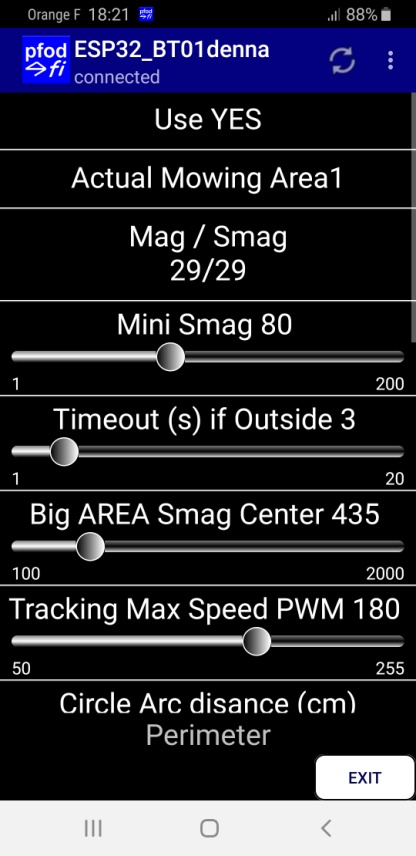 Orange F 18:21 pfod fi 88%
pfod ESP32_BT01denna
fi connected
Use YES
Actual Mowing Area1
Mag / Smag
29/29
Mini Smag 80
1 200
Timeout (s) if Outside 3
1 20
Big AREA Smag Center 435
100 2000
Tracking Max Speed PWM 180
50 255
Circle Arc disance (cm)
Perimeter
EXIT